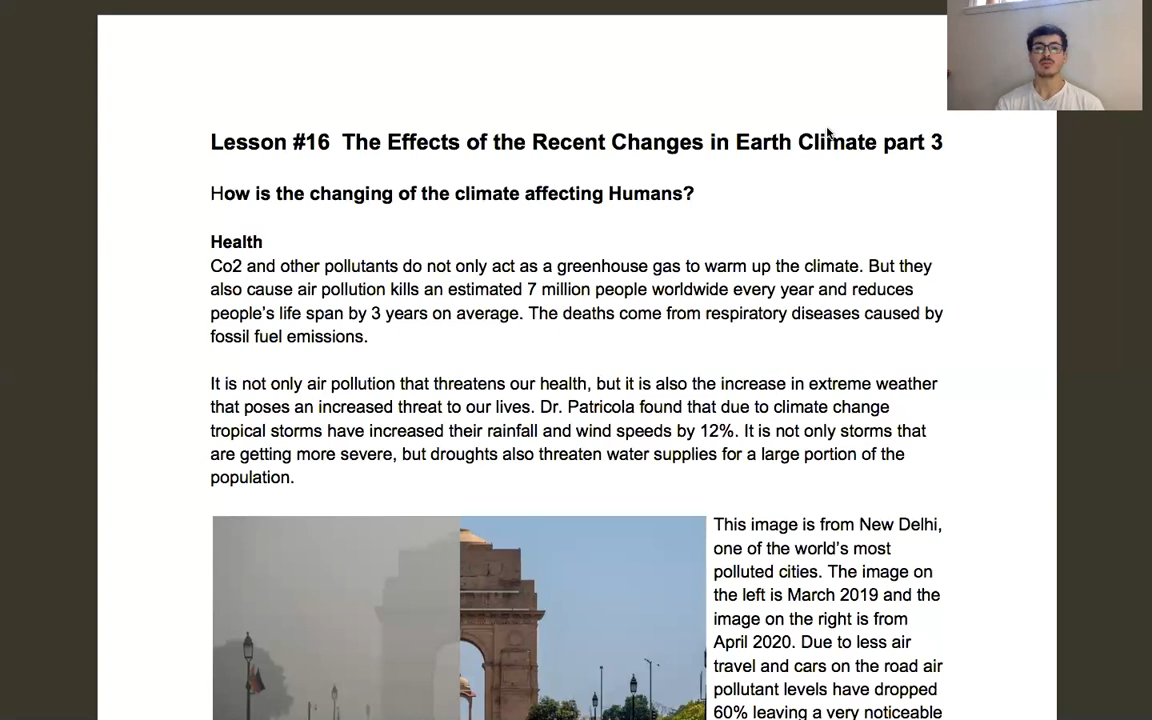 Lesson #16  The Effects of the Recent Changes in Earth Climate part 3
How is the changing of the climate affecting Humans?
Health
Co2 and other pollutants do not only act as a greenhouse gas to warm up the climate. But they
also cause air pollution kills an estimated 7 million people worldwide every year and reduces
people's life span by 3 years on average. The deaths come from respiratory diseases caused by
fossil fuel emissions.
It is not only air pollution that threatens our health, but it is also the increase in extreme weather
that poses an increased threat to our lives. Dr. Patricola found that due to climate change
tropical storms have increased their rainfall and wind speeds by 12%. It is not only storms that
are getting more severe, but droughts also threaten water supplies for a large portion of the
population.
This image is from New Delhi,
one of the world's most
polluted cities. The image on
the left is March 2019 and the
image on the right is from
April 2020. Due to less air
travel and cars on the road air
pollutant levels have dropped
60% leaving a very noticeable